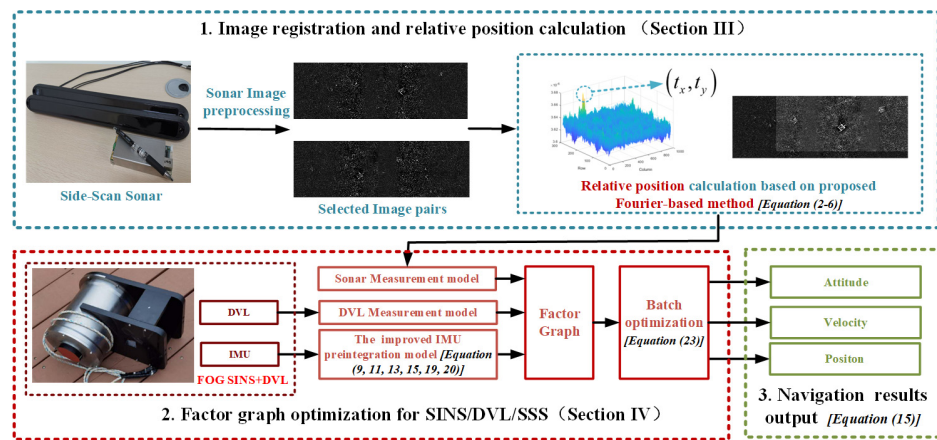 1. Image registration and relative position calculation （Section III）
Side-Scan Sonar
Sonar Image
preprocessing
Selected Image pairs
(t_x, t_y)
Row
Column
Relative position calculation based on proposed
Fourier-based method [Equation (2-6)]
DVL
IMU
FOG SINS+DVL
Sonar Measurement model
DVL Measurement model
The improved IMU
preintegration model [Equation
(9, 11, 13, 15, 19, 20)]
Factor
Graph
Batch
optimization
[Equation (23)]
2. Factor graph optimization for SINS/DVL/SSS（Section IV）
Attitude
Velocity
Positon
3. Navigation results
output [Equation (15)]